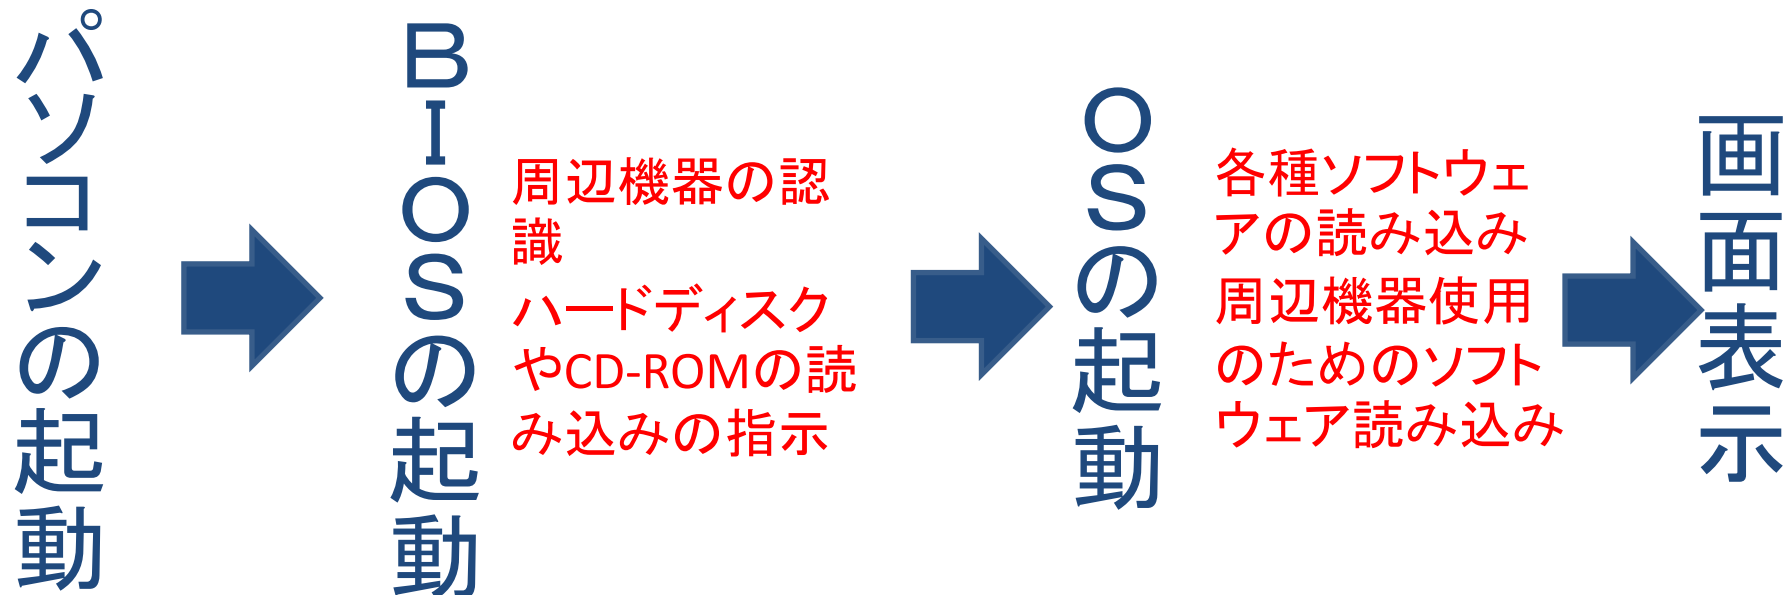 パソコンの起動
BIOSの起動
周辺機器の認
識
ハードディスク
やCD-ROMの読
み込みの指示
OSの起動
各種ソフトウェ
アの読み込み
周辺機器使用
のためのソフト
ウェア読み込み
画面表示